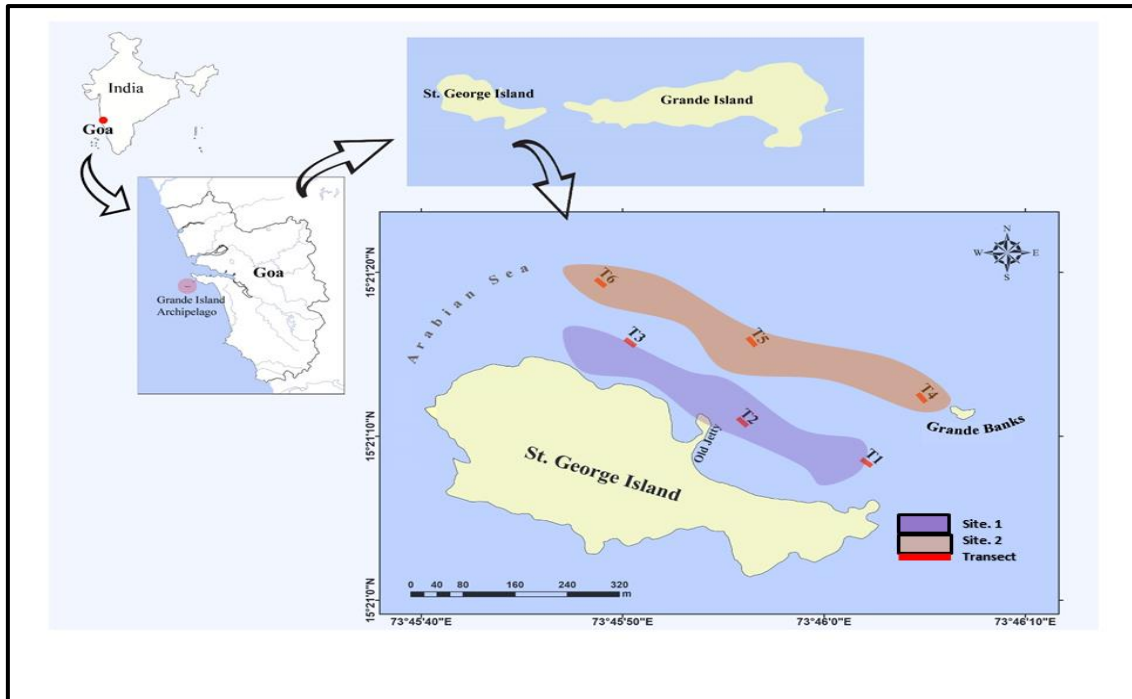 India
Goa
St. George Island
Grande Island
Goa
Grande Island
Archipelago
N
W E
S
Arabian Sea
T6
T5
T4
T3
T2
T1
Grande Banks
Old Jetty
St. George Island
Site. 1
Site. 2
Transect
0 20 40 80 160 240 320
m
15°21'20"N
15°21'10"N
15°21'0"N
73°45'40"E 73°45'50"E 73°46'0"E 73°46'10"E